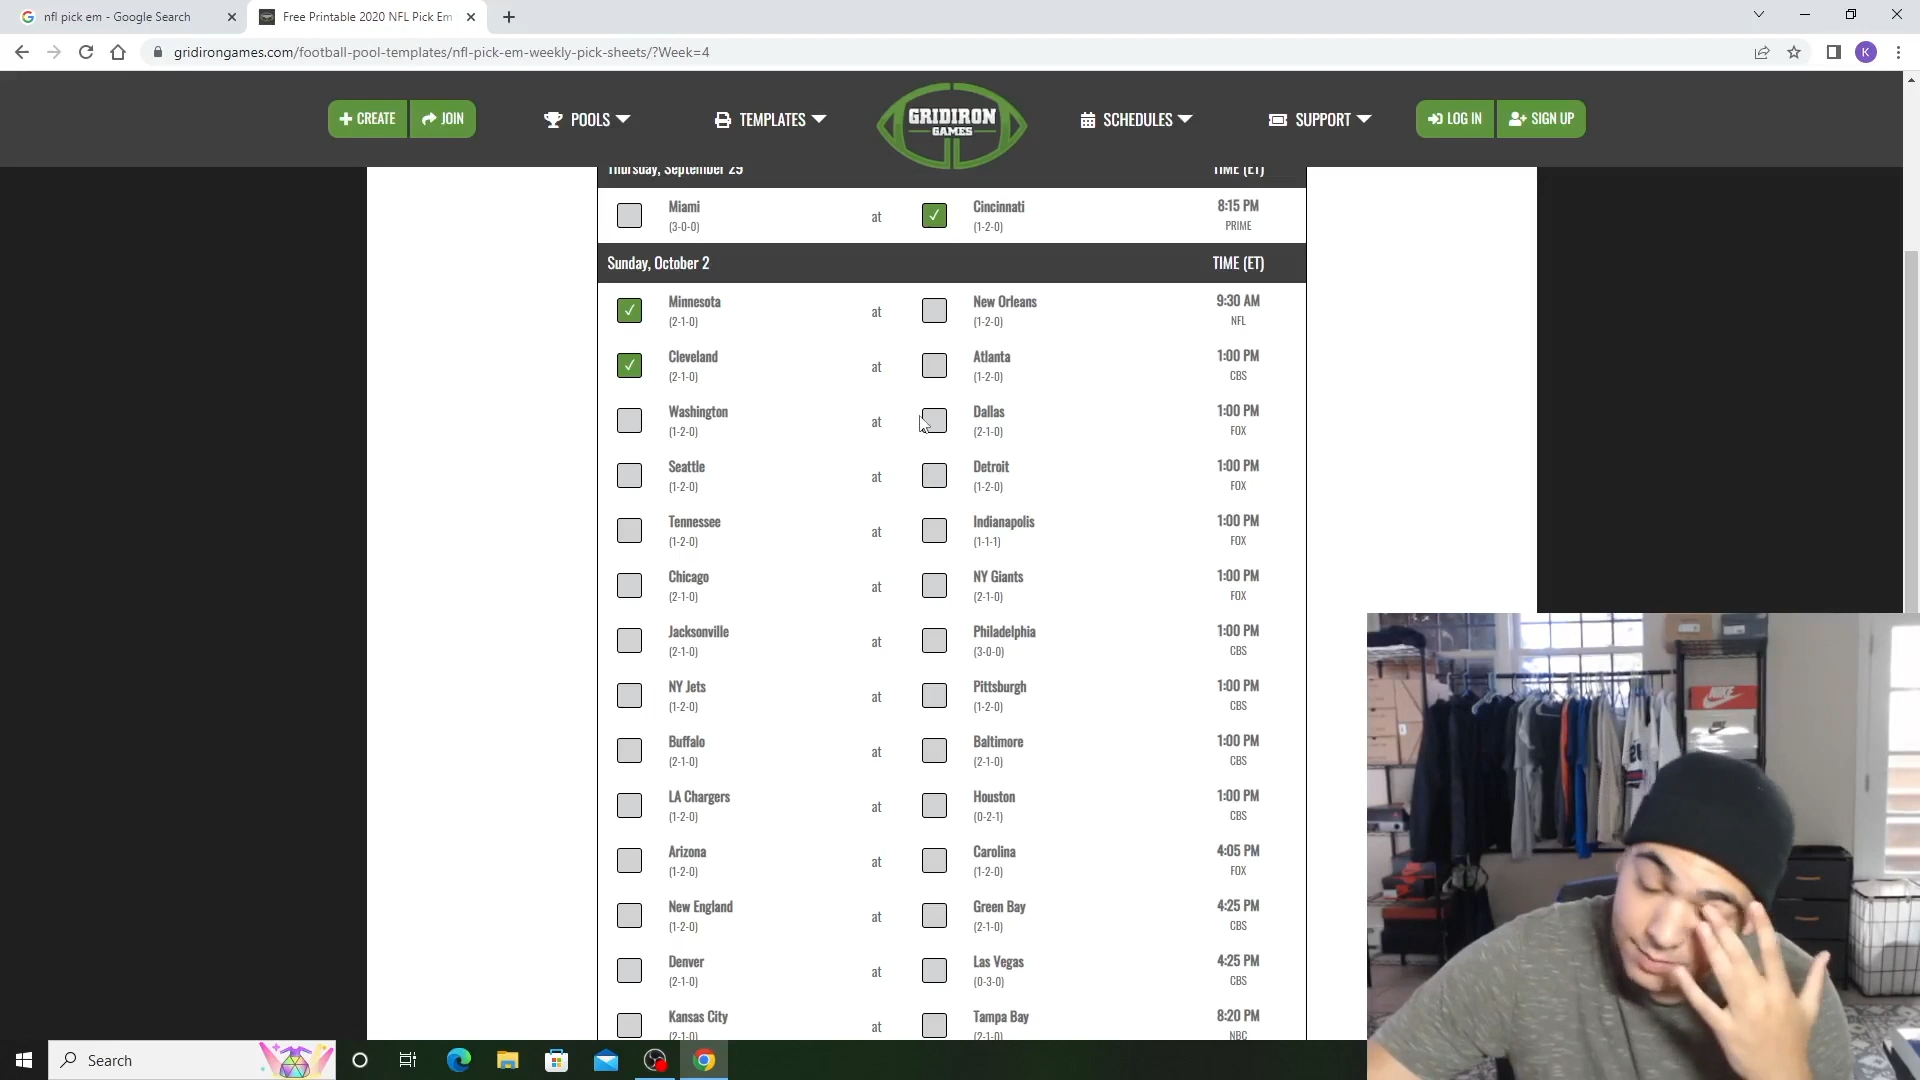 nfl pick em - Google Search
Free Printable 2020 NFL Pick Em
gridirongames.com/football-pool-templates/nfl-pick-em-weekly-pick-sheets/?Week=4
K
CREATE
JOIN
POOLS
TEMPLATES
GRIDIRON
GAMES
SCHEDULES
SUPPORT
LOG IN
SIGN UP
Thursday, September 29 TIME (ET)
Miami at Cincinnati 8:15 PM
(3-0-0) (1-2-0) PRIME
Sunday, October 2 TIME (ET)
Minnesota at New Orleans 9:30 AM
(2-1-0) (1-2-0) NFL
Cleveland at Atlanta 1:00 PM
(2-1-0) (1-2-0) CBS
Washington at Dallas 1:00 PM
(1-2-0) (2-1-0) FOX
Seattle at Detroit 1:00 PM
(1-2-0) (1-2-0) FOX
Tennessee at Indianapolis 1:00 PM
(1-2-0) (1-1-1) FOX
Chicago at NY Giants 1:00 PM
(2-1-0) (2-1-0) FOX
Jacksonville at Philadelphia 1:00 PM
(2-1-0) (3-0-0) CBS
NY Jets at Pittsburgh 1:00 PM
(1-2-0) (1-2-0) CBS
Buffalo at Baltimore 1:00 PM
(2-1-0) (2-1-0) CBS
LA Chargers at Houston 1:00 PM
(1-2-0) (0-2-1) CBS
Arizona at Carolina 4:05 PM
(1-2-0) (1-2-0) FOX
New England at Green Bay 4:25 PM
(1-2-0) (2-1-0) CBS
Denver at Las Vegas 4:25 PM
(2-1-0) (0-3-0) CBS
Kansas City at Tampa Bay 8:20 PM
(2-1-0) (2-1-0) NBC
NIKE
Search